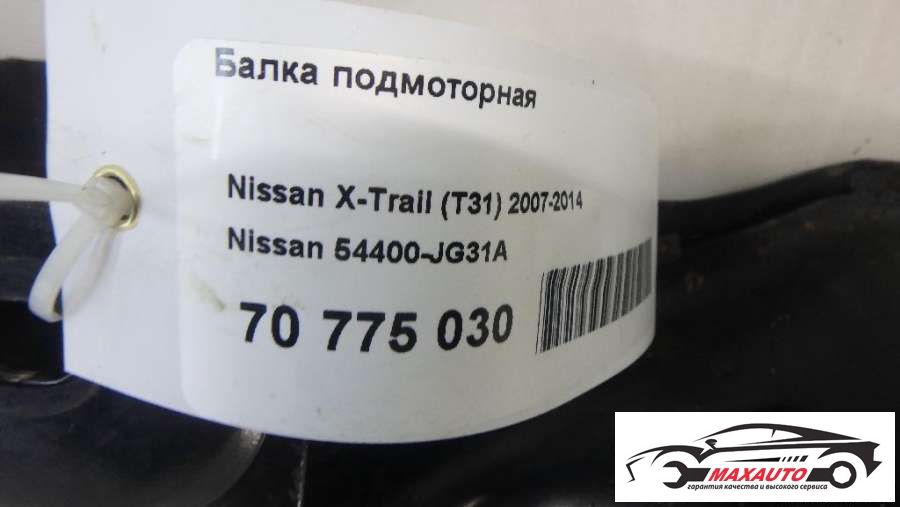 Балка подмоторная
Nissan X-Trail (T31) 2007-2014
Nissan 54400-JG31A
70 775 030
MAXAUTO
гарантия качества и высокого сервиса